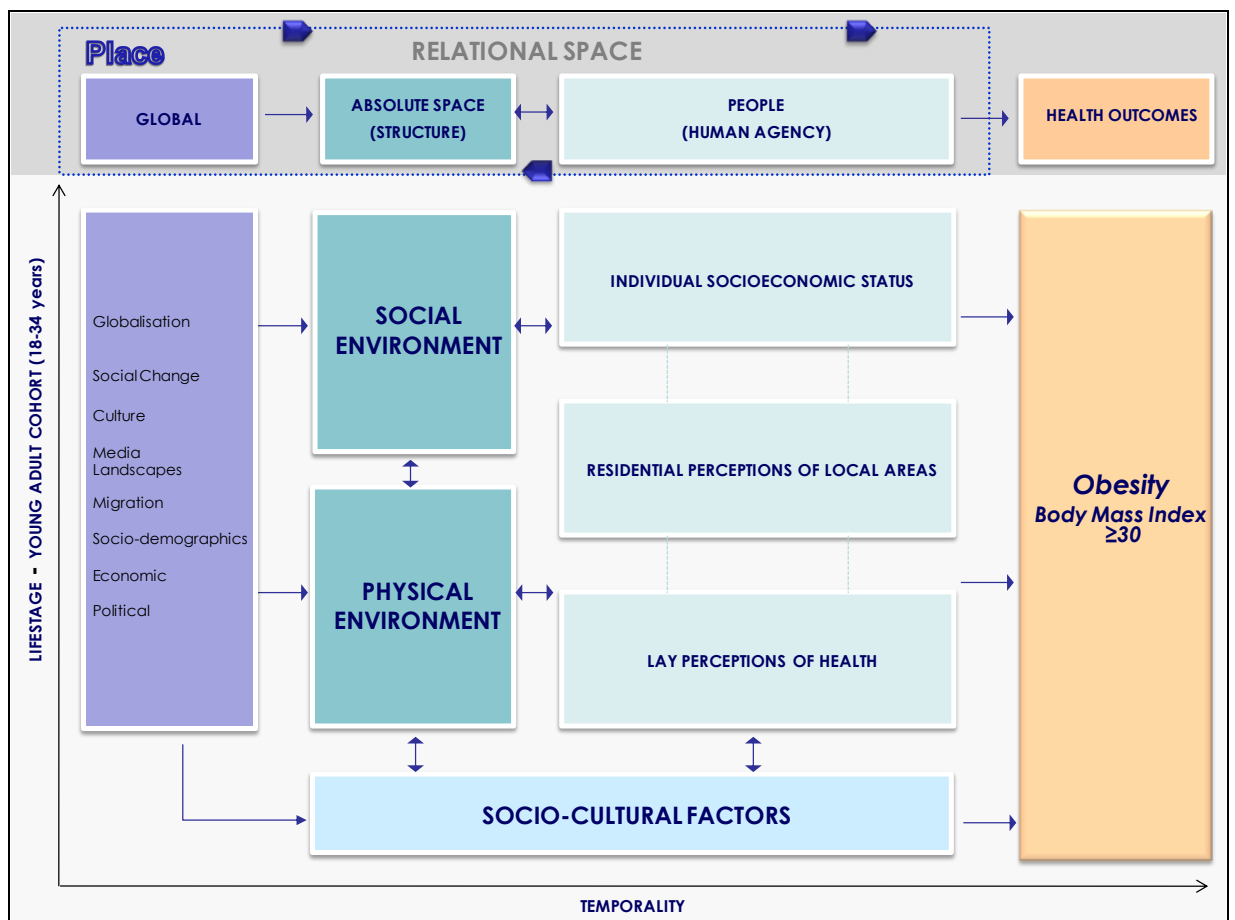 Place
RELATIONAL SPACE
GLOBAL
ABSOLUTE SPACE
(STRUCTURE)
PEOPLE
(HUMAN AGENCY)
HEALTH OUTCOMES
LIFESTAGE - YOUNG ADULT COHORT (18-34 years)
Globalisation
Social Change
Culture
Media
Landscapes
Migration
Socio-demographics
Economic
Political
SOCIAL
ENVIRONMENT
PHYSICAL
ENVIRONMENT
INDIVIDUAL SOCIOECONOMIC STATUS
RESIDENTIAL PERCEPTIONS OF LOCAL AREAS
LAY PERCEPTIONS OF HEALTH
SOCIO-CULTURAL FACTORS
Obesity
Body Mass Index
≥30
TEMPORALITY